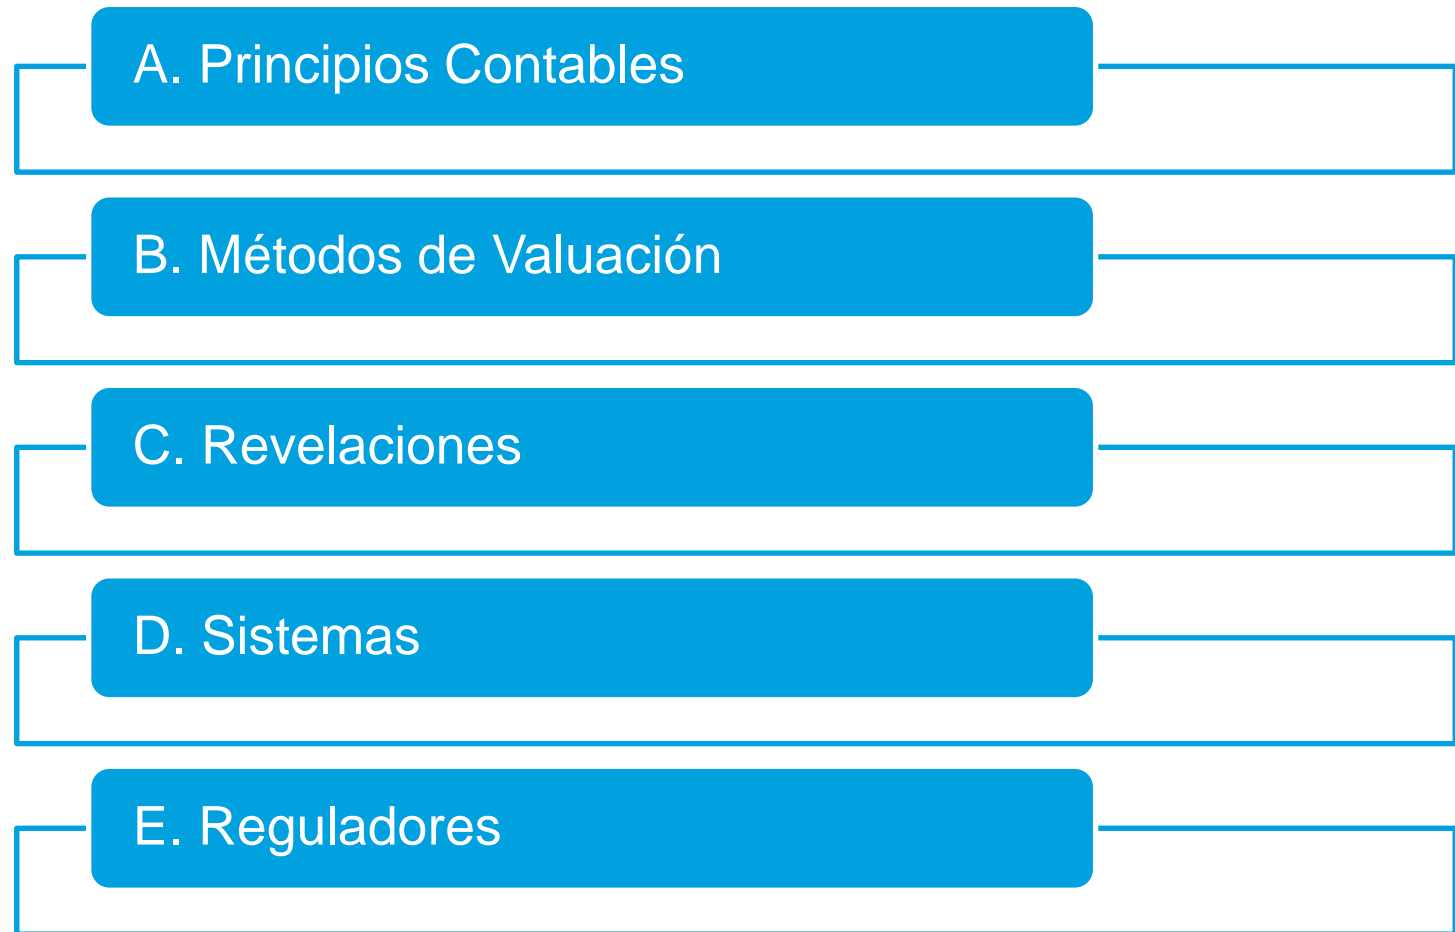 A. Principios Contables
B. Métodos de Valuación
C. Revelaciones
D. Sistemas
E. Reguladores